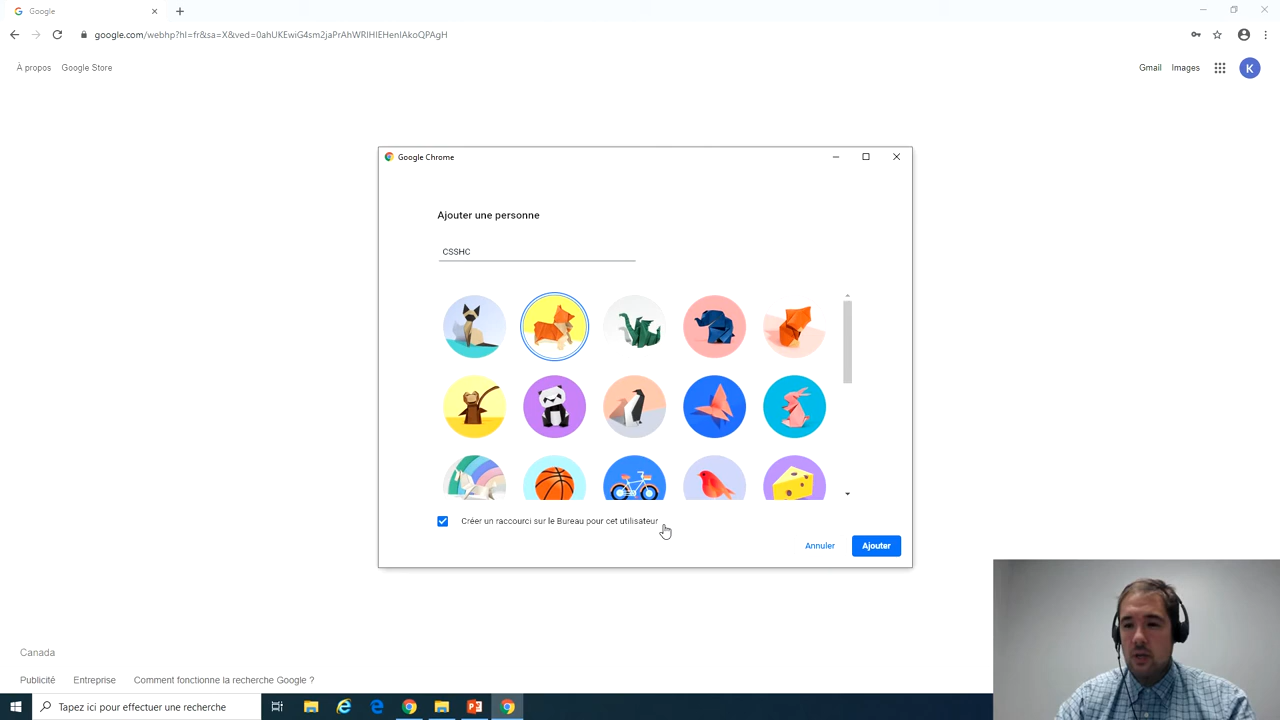 Google
google.com/webhp?hl=fr&sa=X&ved=0ahUKEwiG4sm2jaPrAhWRIHIEHenIAkoQPAgH
À propos Google Store Gmail Images K
Google Chrome
Ajouter une personne
CSSHC
Créer un raccourci sur le Bureau pour cet utilisateur
Annuler Ajouter
Canada
Publicité Entreprise Comment fonctionne la recherche Google ?
Tapez ici pour effectuer une recherche